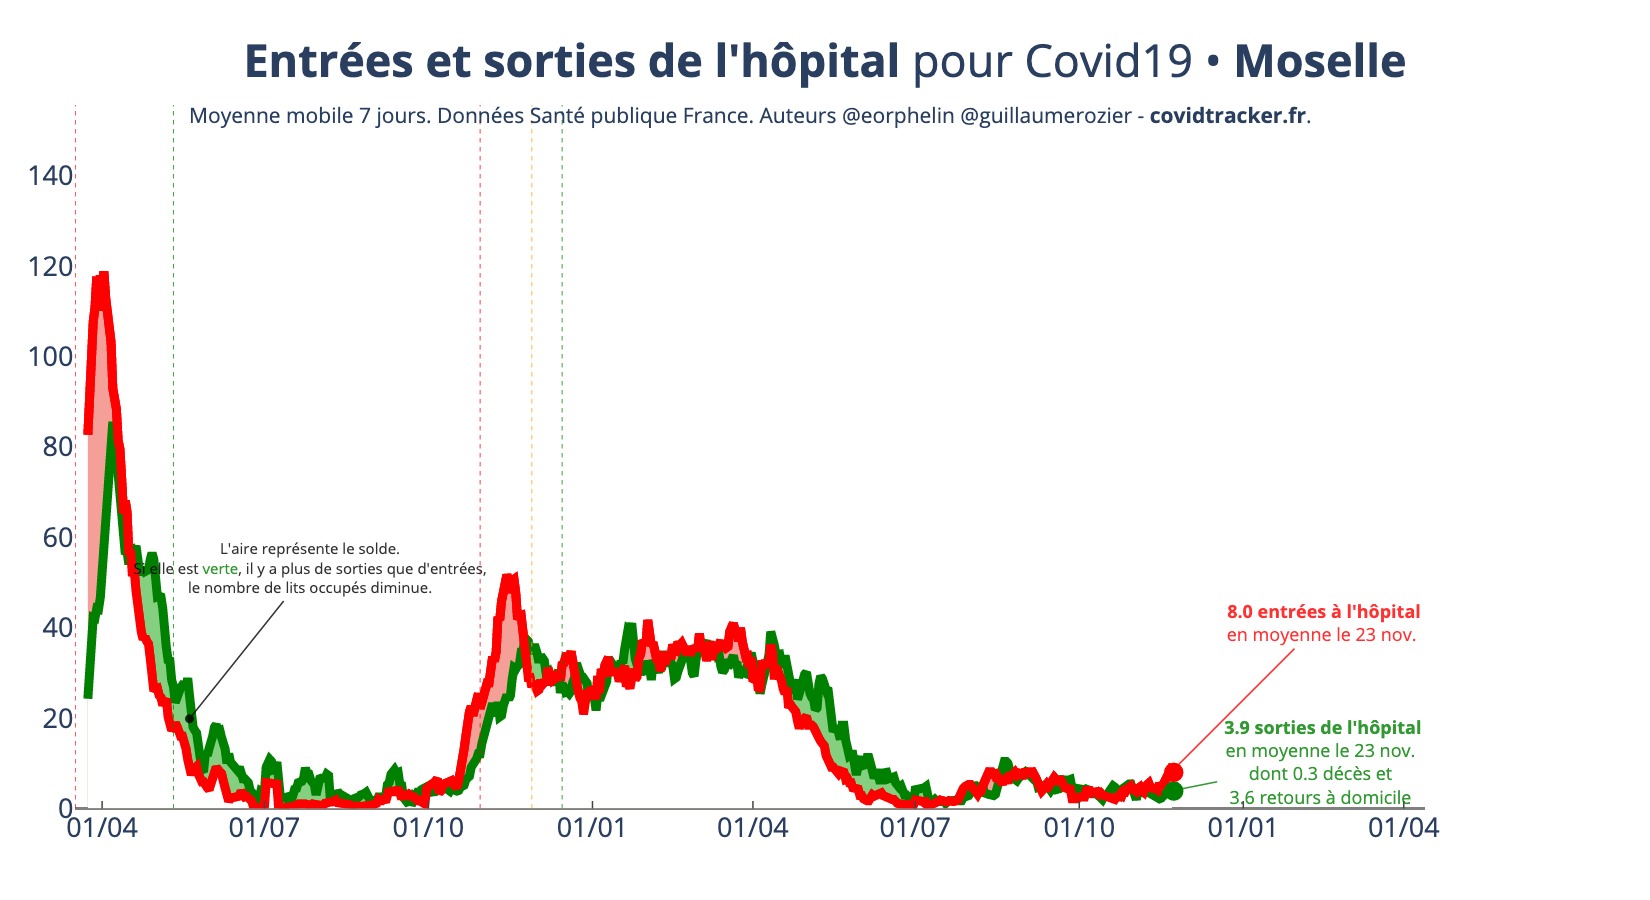 Entrées et sorties de l'hôpital pour Covid19 • Moselle
Moyenne mobile 7 jours. Données Santé publique France. Auteurs @eorphelin @guillaumerozier - covidtracker.fr.
140
120
100
80
60
40
20
0
L'aire représente le solde.
Si elle est verte, il y a plus de sorties que d'entrées,
le nombre de lits occupés diminue.
8.0 entrées à l'hôpital
en moyenne le 23 nov.
3.9 sorties de l'hôpital
en moyenne le 23 nov.
dont 0.3 décès et
3.6 retours à domicile
01/04 01/07 01/10 01/01 01/04 01/07 01/10 01/01 01/04